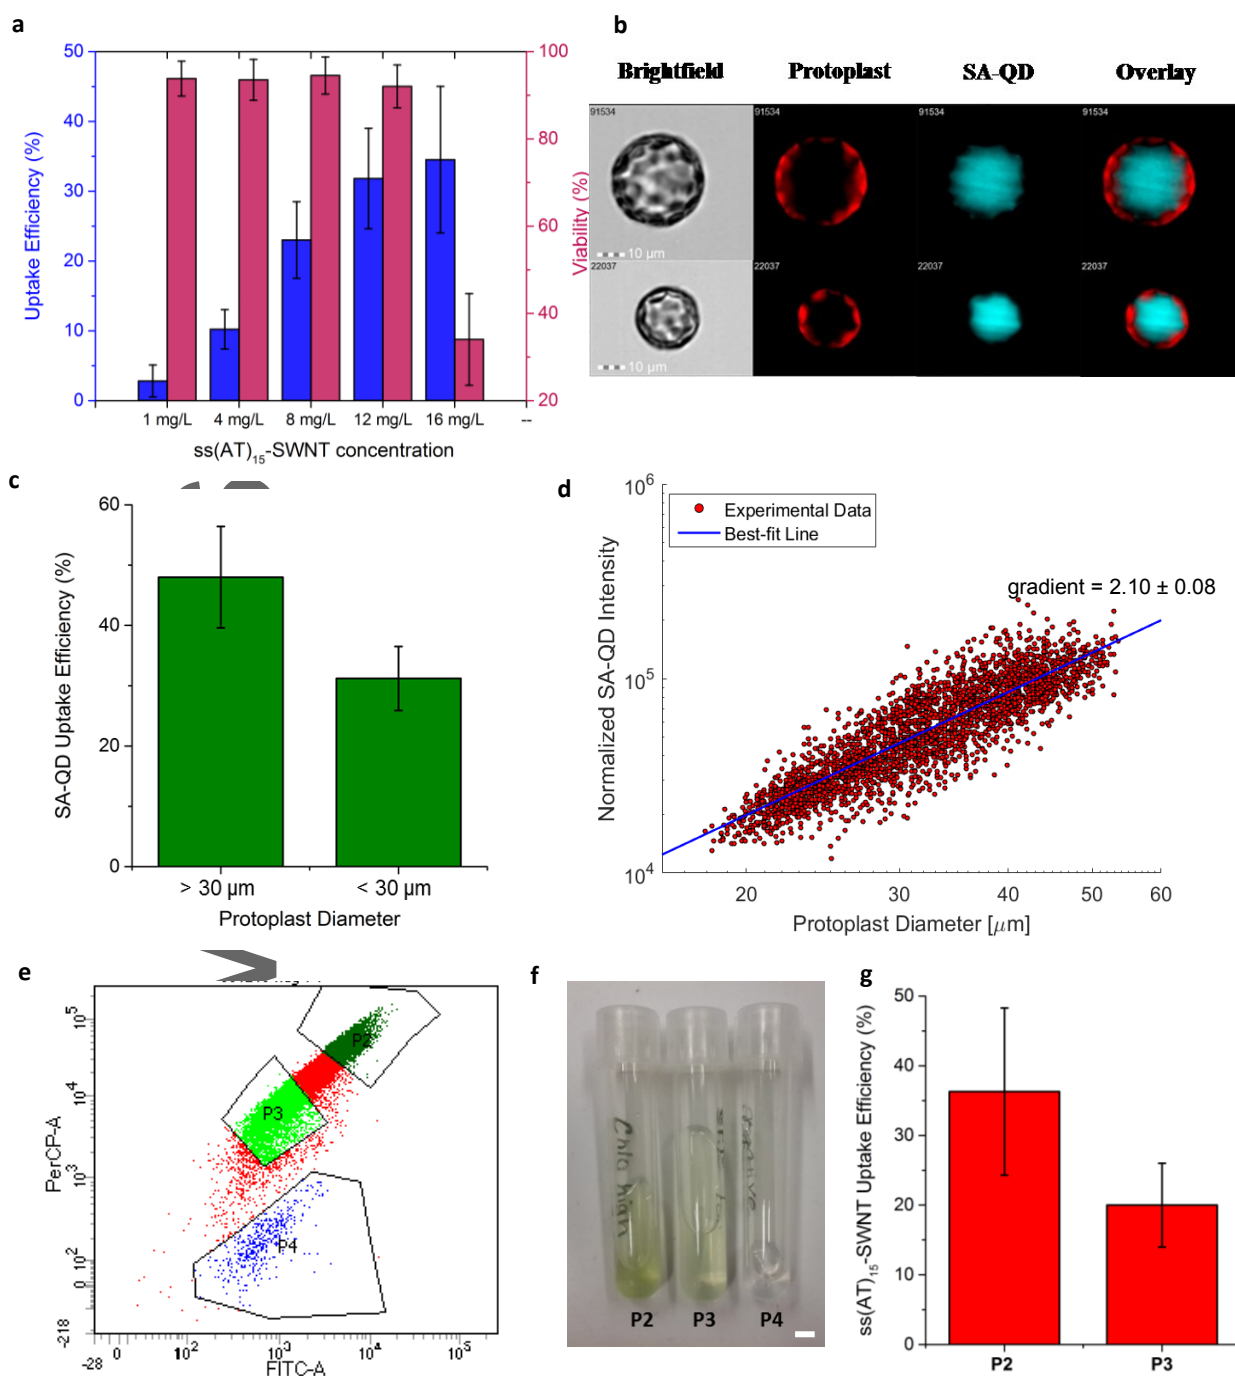 a
50
40
30
20
10
0
Uptake Efficiency (%)
100
80
60
40
20
Viability (%)
1 mg/L 4 mg/L 8 mg/L 12 mg/L 16 mg/L --
ss(AT)15-SWNT concentration
b
Brightfield Protoplast SA-QD Overlay
91534 91534 91534 91534
10 µm
22037 22037 22037 22037
10 µm
c
60
40
20
0
SA-QD Uptake Efficiency (%)
> 30 µm < 30 µm
Protoplast Diameter
d
10^6
10^5
10^4
Normalized SA-QD Intensity
Experimental Data
Best-fit Line
gradient = 2.10 ± 0.08
20 30 40 50 60
Protoplast Diameter [µm]
e
10^5
10^4
10^3
10^2
0
-218
PerCP-A
P2
P3
P4
-28 0 10^2 10^3 10^4 10^5
FITC-A
f
P2 P3 P4
g
50
40
30
20
10
0
ss(AT)15-SWNT Uptake Efficiency (%)
P2 P3